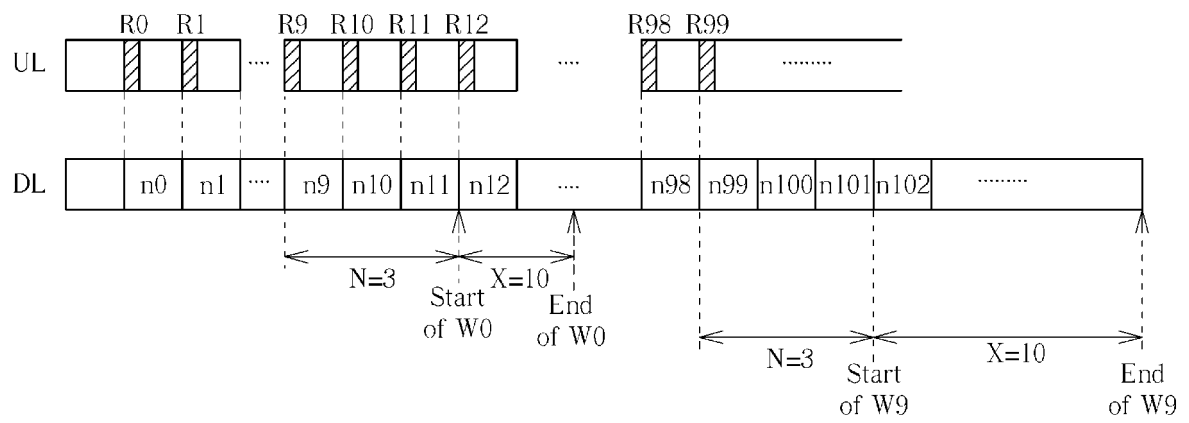 R0 R1 R9 R10 R11 R12 R98 R99
UL ···· ···· ·········
DL n0 n1 ···· n9 n10 n11 n12 ···· n98 n99 n100 n101 n102 ·········
N=3 X=10
Start of W0
End of W0
N=3 X=10
Start of W9
End of W9